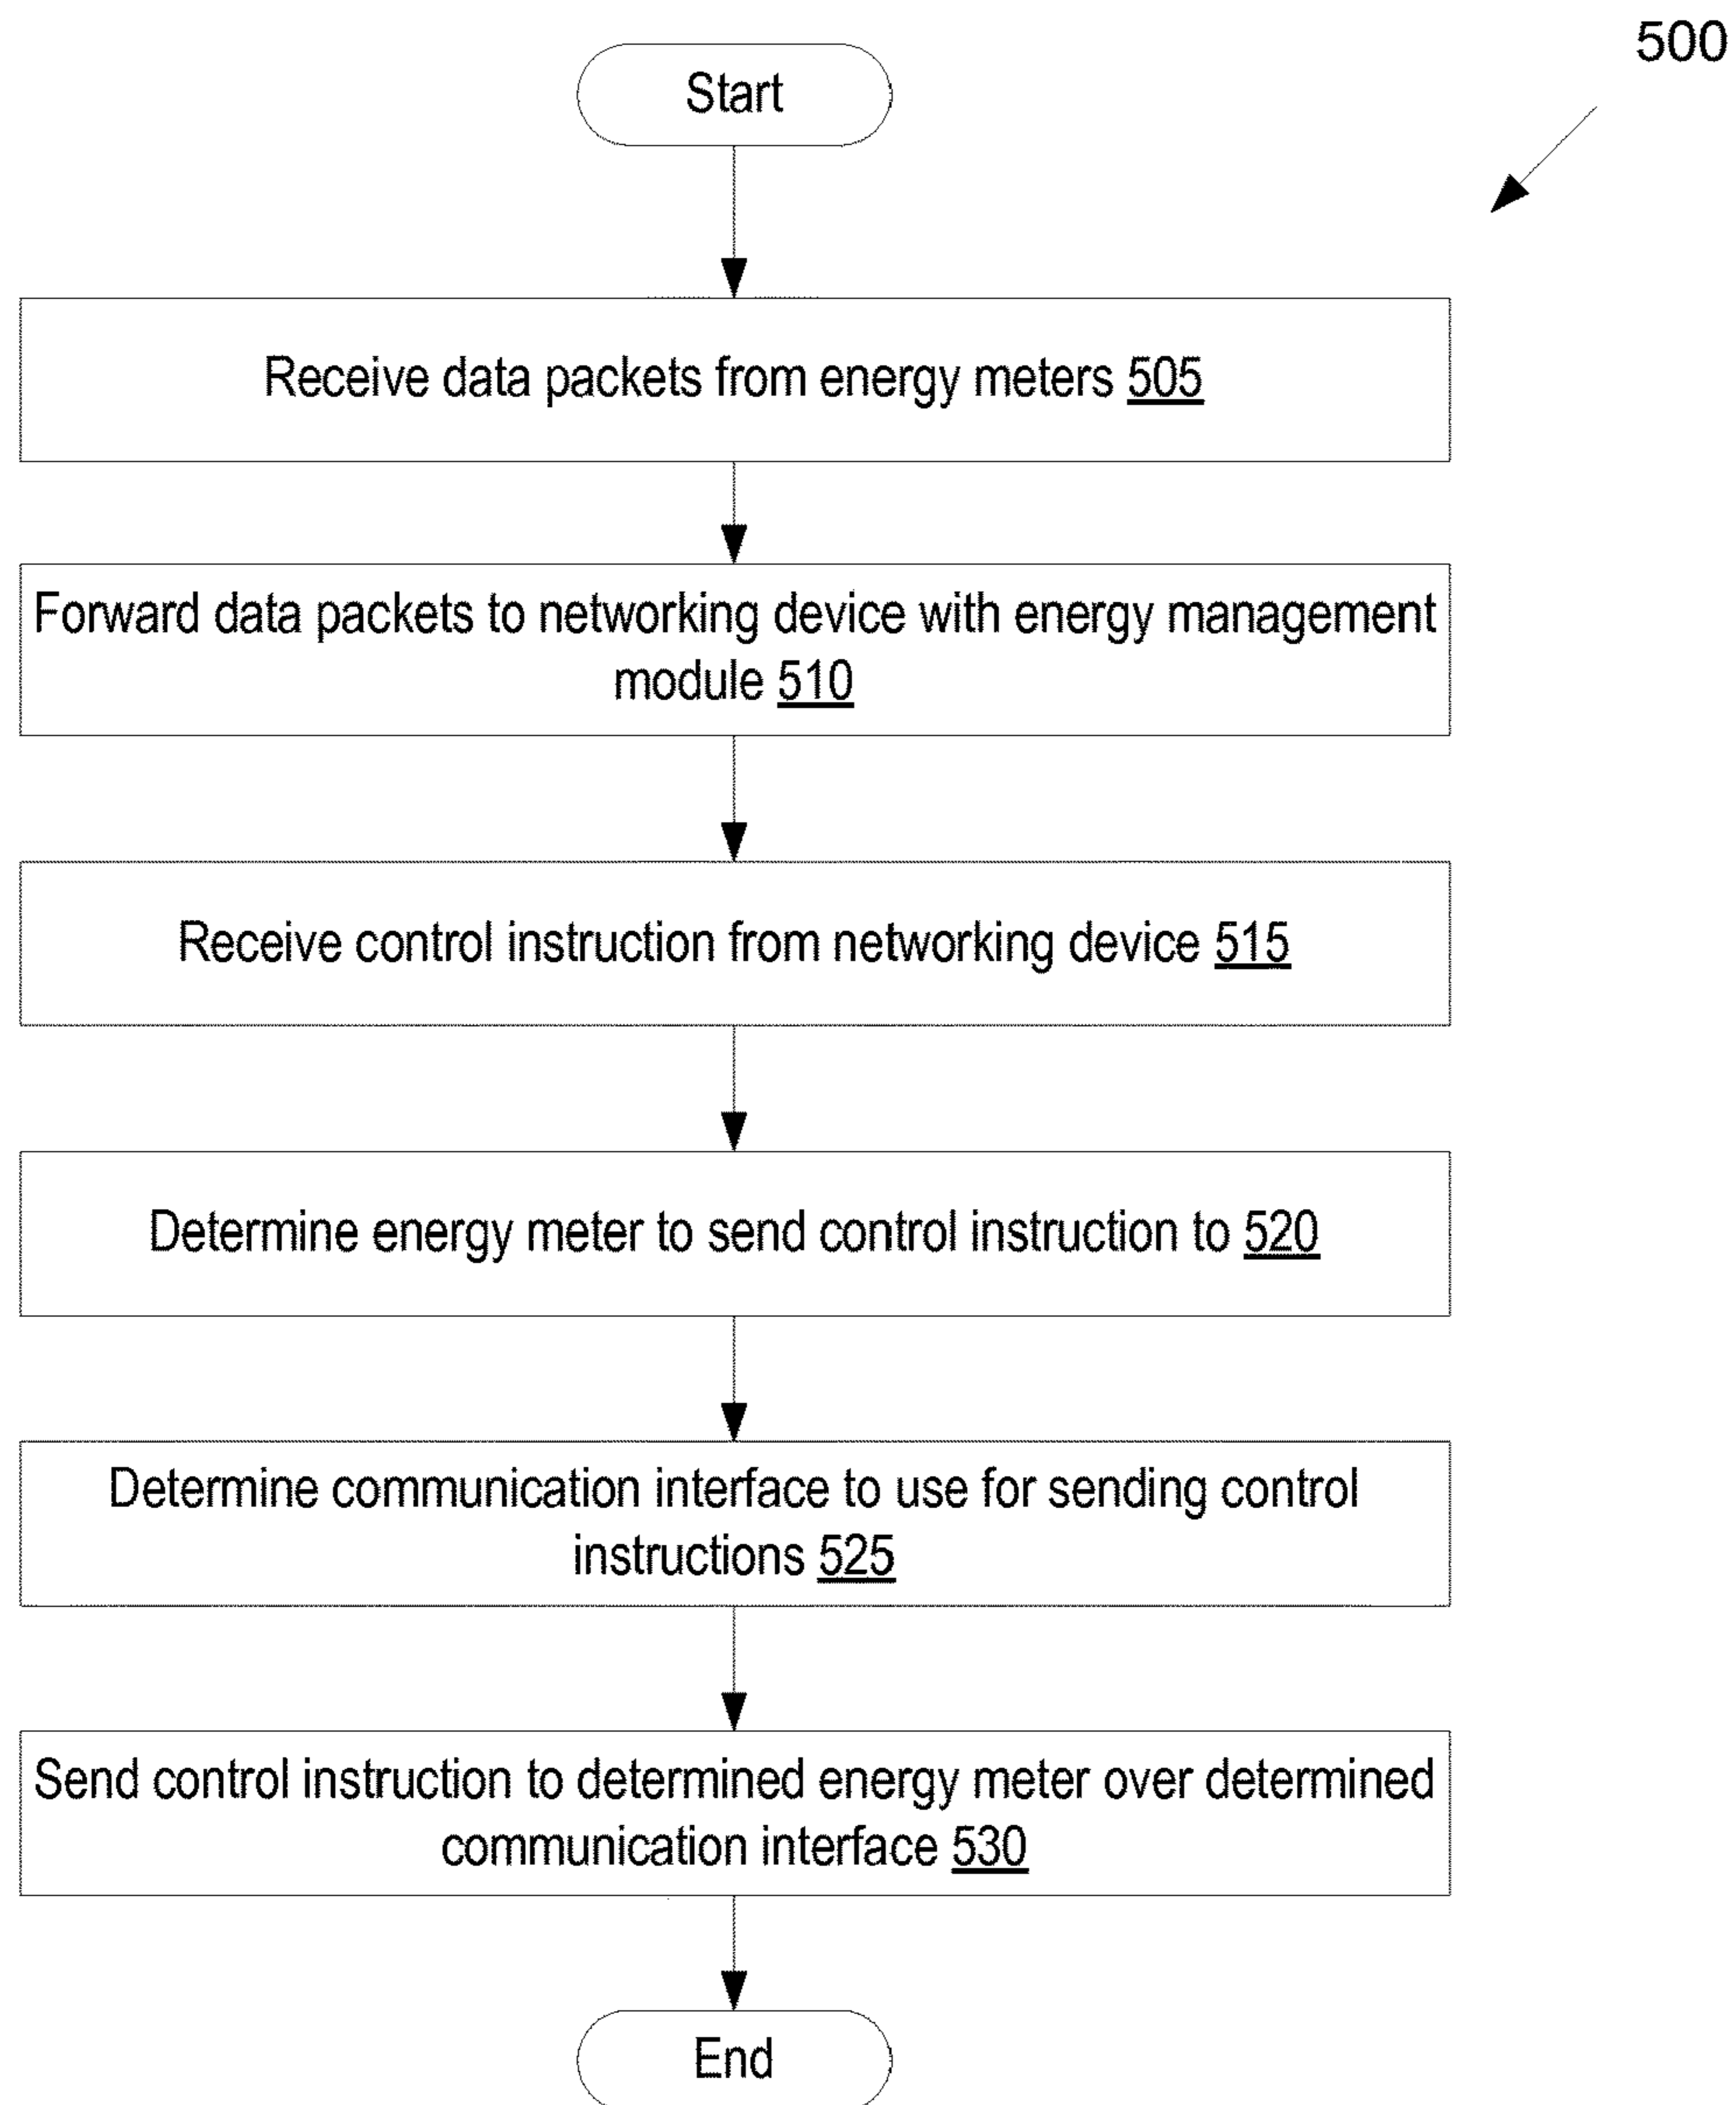 500
Start
Receive data packets from energy meters 505
Forward data packets to networking device with energy management
module 510
Receive control instruction from networking device 515
Determine energy meter to send control instruction to 520
Determine communication interface to use for sending control
instructions 525
Send control instruction to determined energy meter over determined
communication interface 530
End